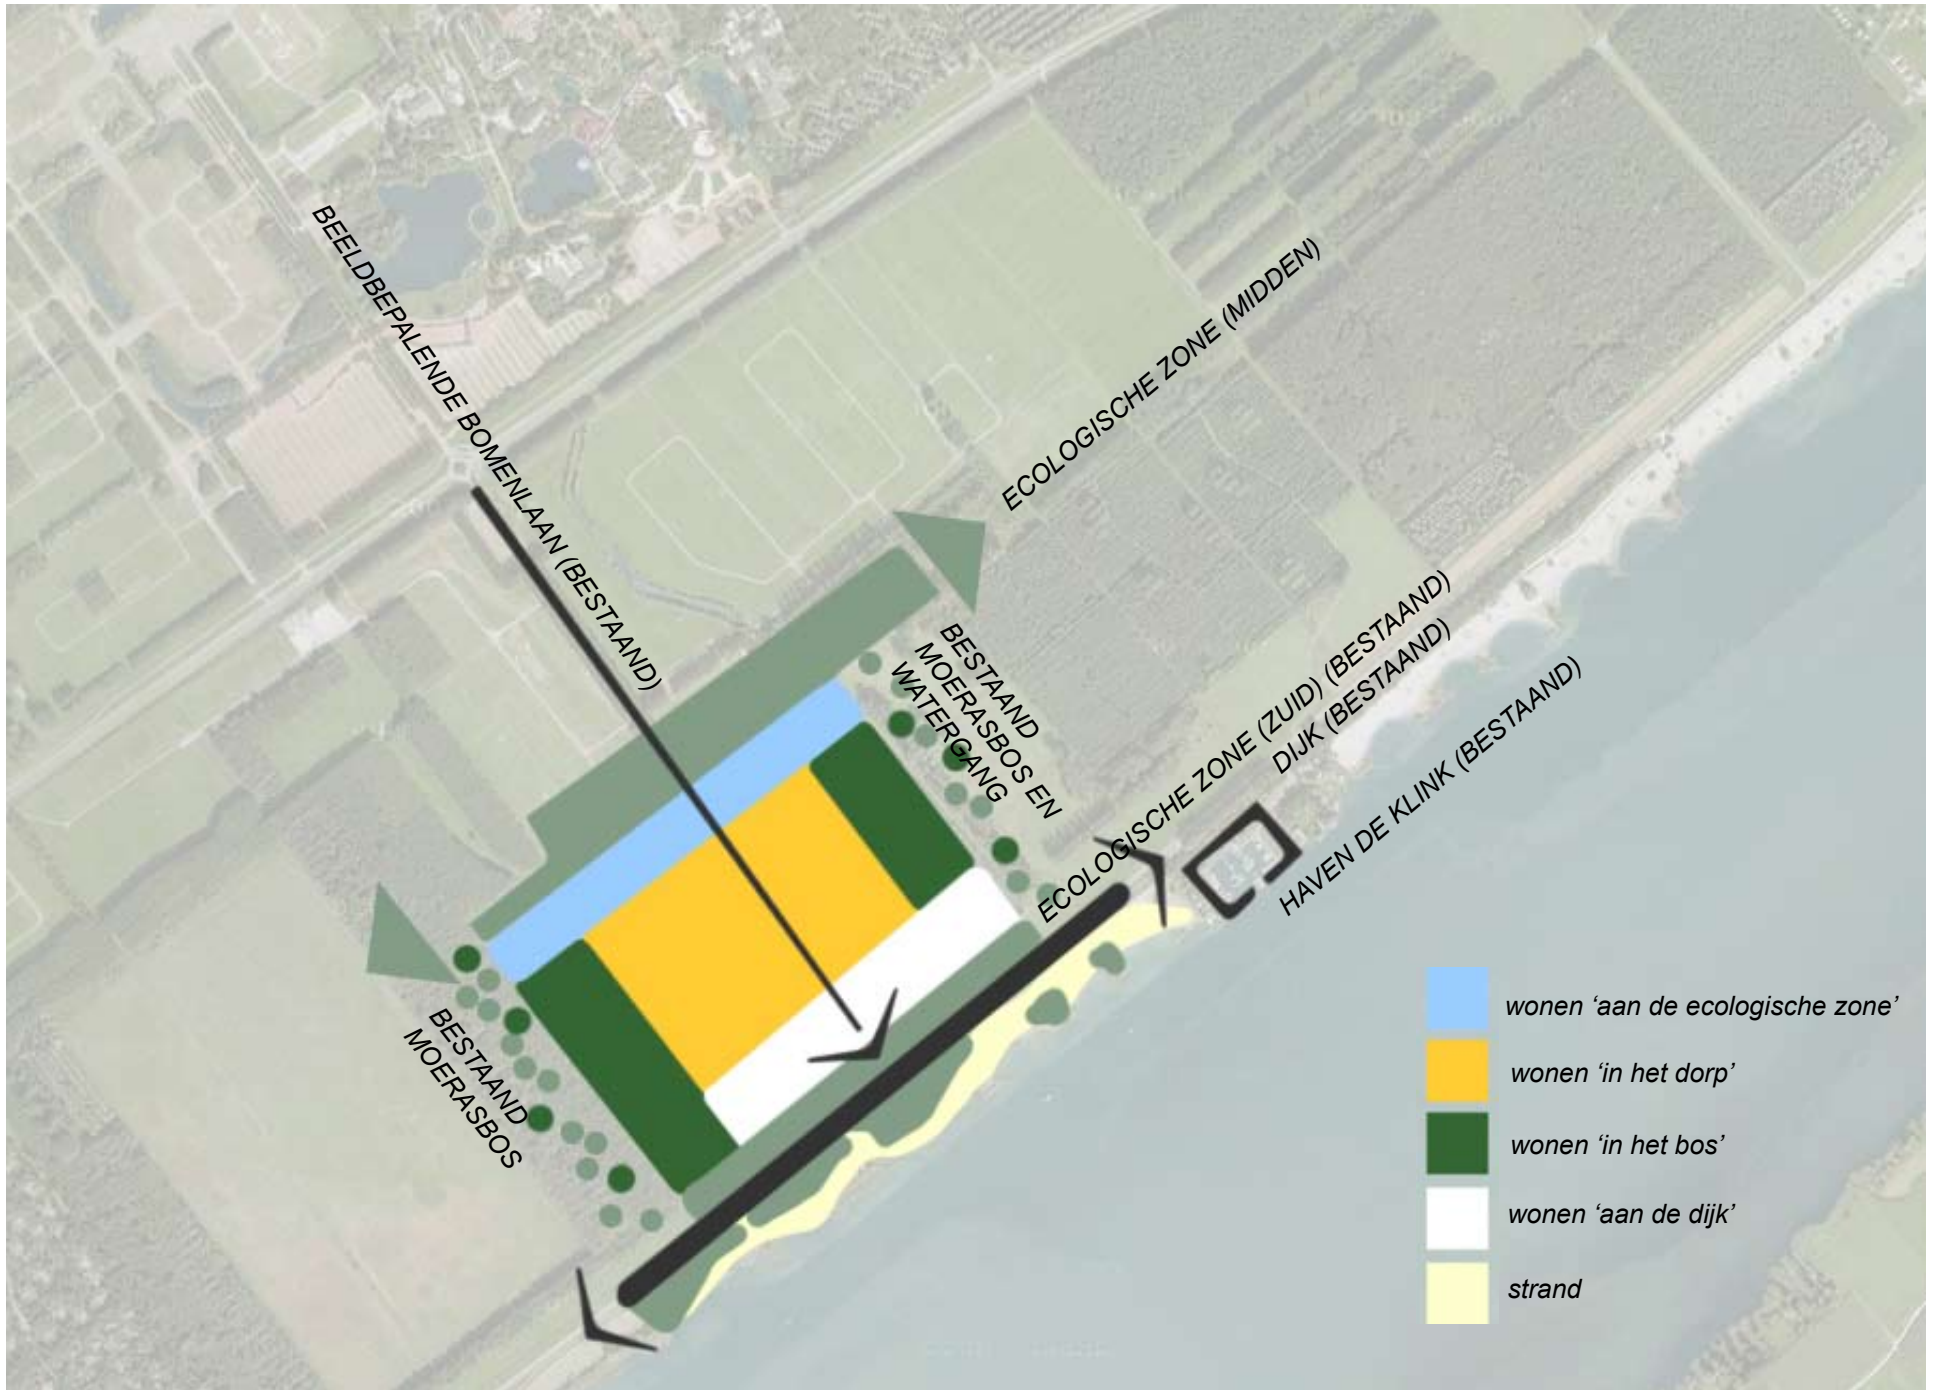 BEELDBEPALENDE BOMENLAAN (BESTAAND)
ECOLOGISCHE ZONE (MIDDEN)
BESTAAND
MOERASBOS EN
WATERGANG
ECOLOGISCHE ZONE (ZUID) (BESTAAND)
DIJK (BESTAAND)
HAVEN DE KLINK (BESTAAND)
BESTAAND
MOERASBOS
wonen ‘aan de ecologische zone’
wonen ‘in het dorp’
wonen ‘in het bos’
wonen ‘aan de dijk’
strand